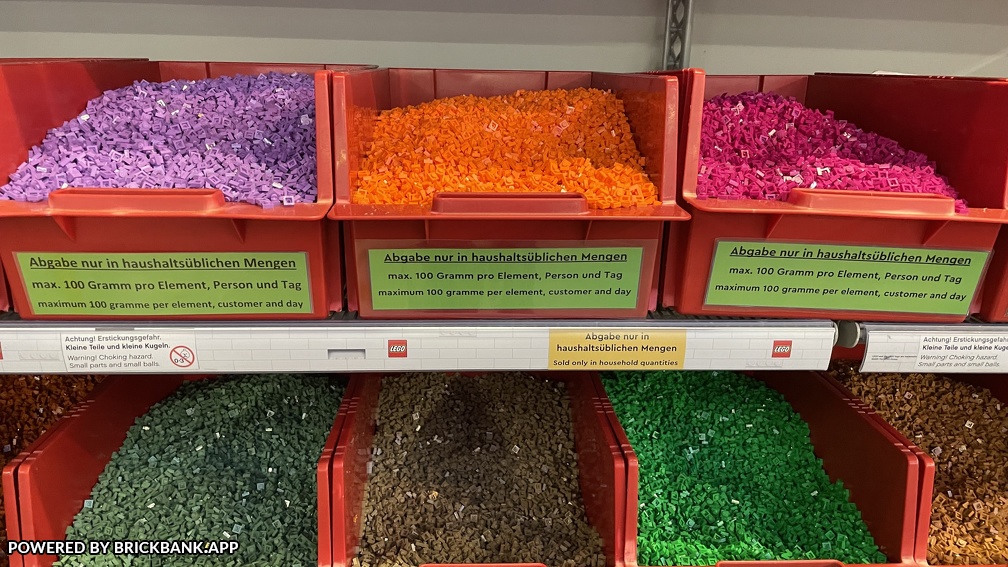 Abgabe nur in haushaltsüblichen Mengen
max. 100 Gramm pro Element, Person und Tag
maximum 100 gramme per element, customer and day
Abgabe nur in haushaltsüblichen Mengen
max. 100 Gramm pro Element, Person und Tag
maximum 100 gramme per element, customer and day
Abgabe nur in haushaltsüblichen Mengen
max. 100 Gramm pro Element, Person und Tag
maximum 100 gramme per element, customer and day
Achtung! Erstickungsgefahr.
Kleine Teile und kleine Kugeln.
Warning! Choking hazard.
Small parts and small balls.
LEGO
Abgabe nur in
haushaltsüblichen Mengen
Sold only in household quantities
LEGO
Achtung! Erstickungsgefahr.
Kleine Teile und kleine
Warning! Choking hazard.
Small parts and small balls.
POWERED BY BRICKBANK.APP